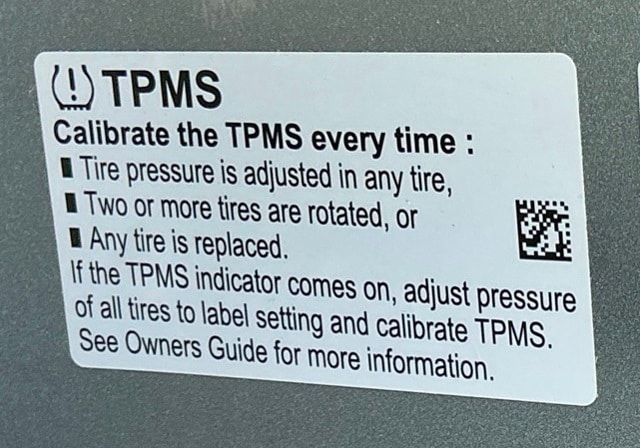 TPMS
Calibrate the TPMS every time :
▮ Tire pressure is adjusted in any tire,
▮ Two or more tires are rotated, or
▮ Any tire is replaced.
If the TPMS indicator comes on, adjust pressure
of all tires to label setting and calibrate TPMS.
See Owners Guide for more information.